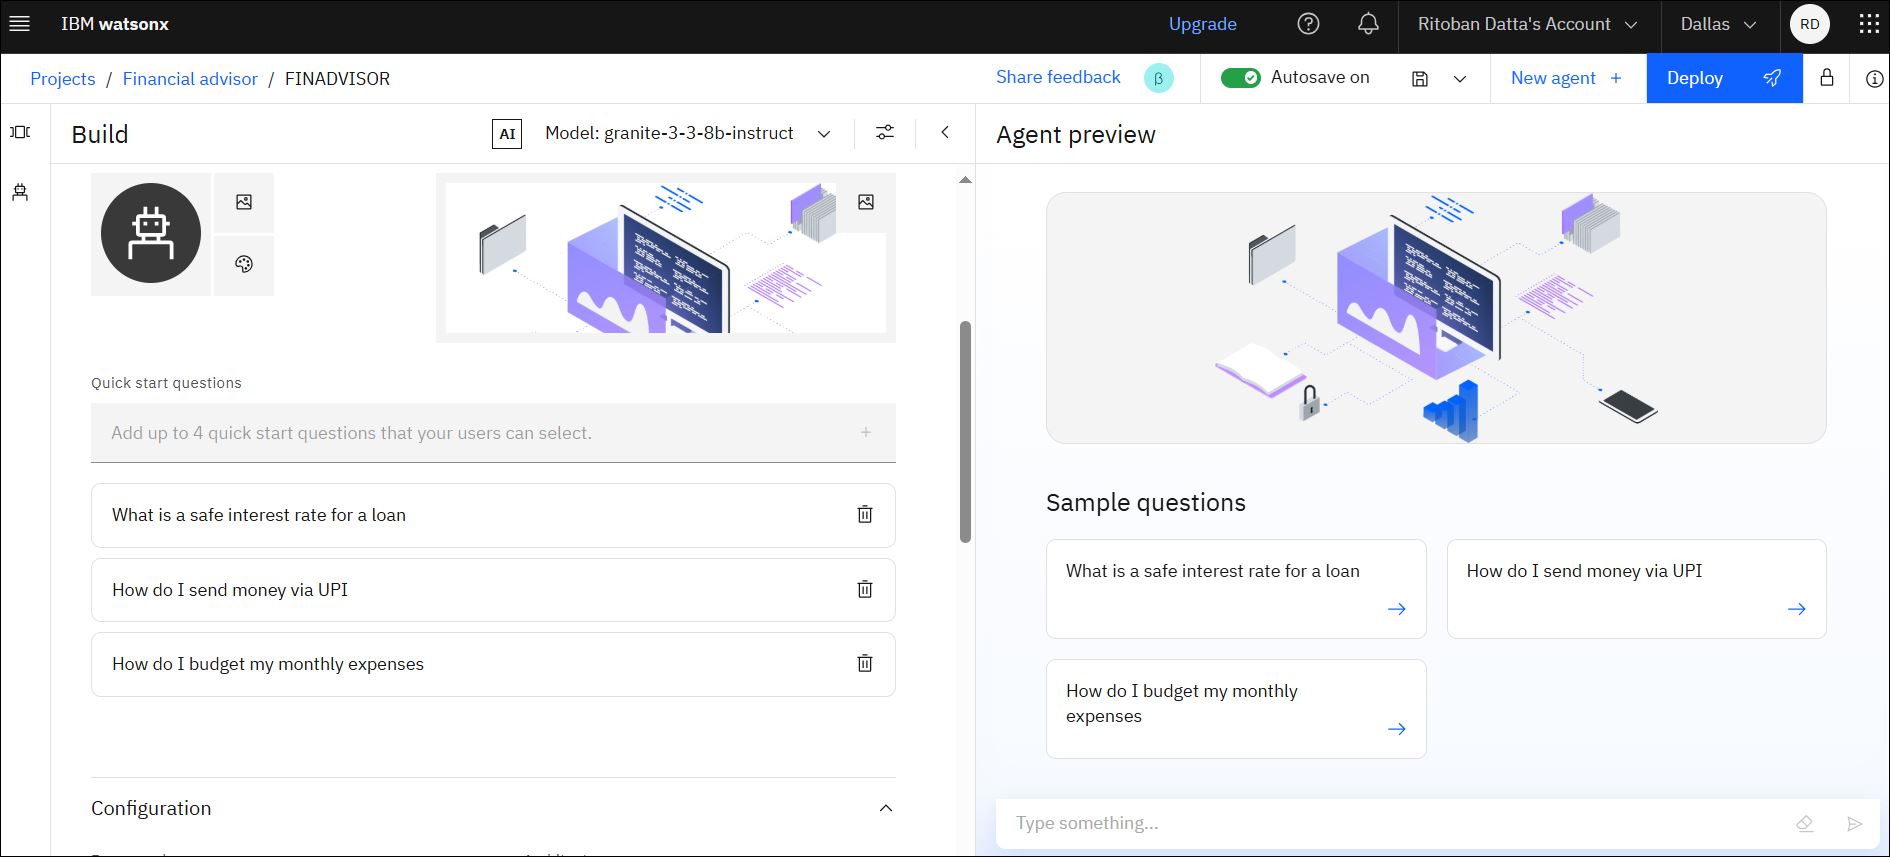 IBM watsonx
Upgrade
Ritoban Datta's Account
Dallas
RD
Projects / Financial advisor / FINADVISOR
Share feedback
β
Autosave on
New agent +
Deploy
Build
AI
Model: granite-3-3-8b-instruct
Agent preview
Quick start questions
Add up to 4 quick start questions that your users can select.
What is a safe interest rate for a loan
How do I send money via UPI
How do I budget my monthly expenses
Configuration
Sample questions
What is a safe interest rate for a loan
How do I send money via UPI
How do I budget my monthly
expenses
Type something...